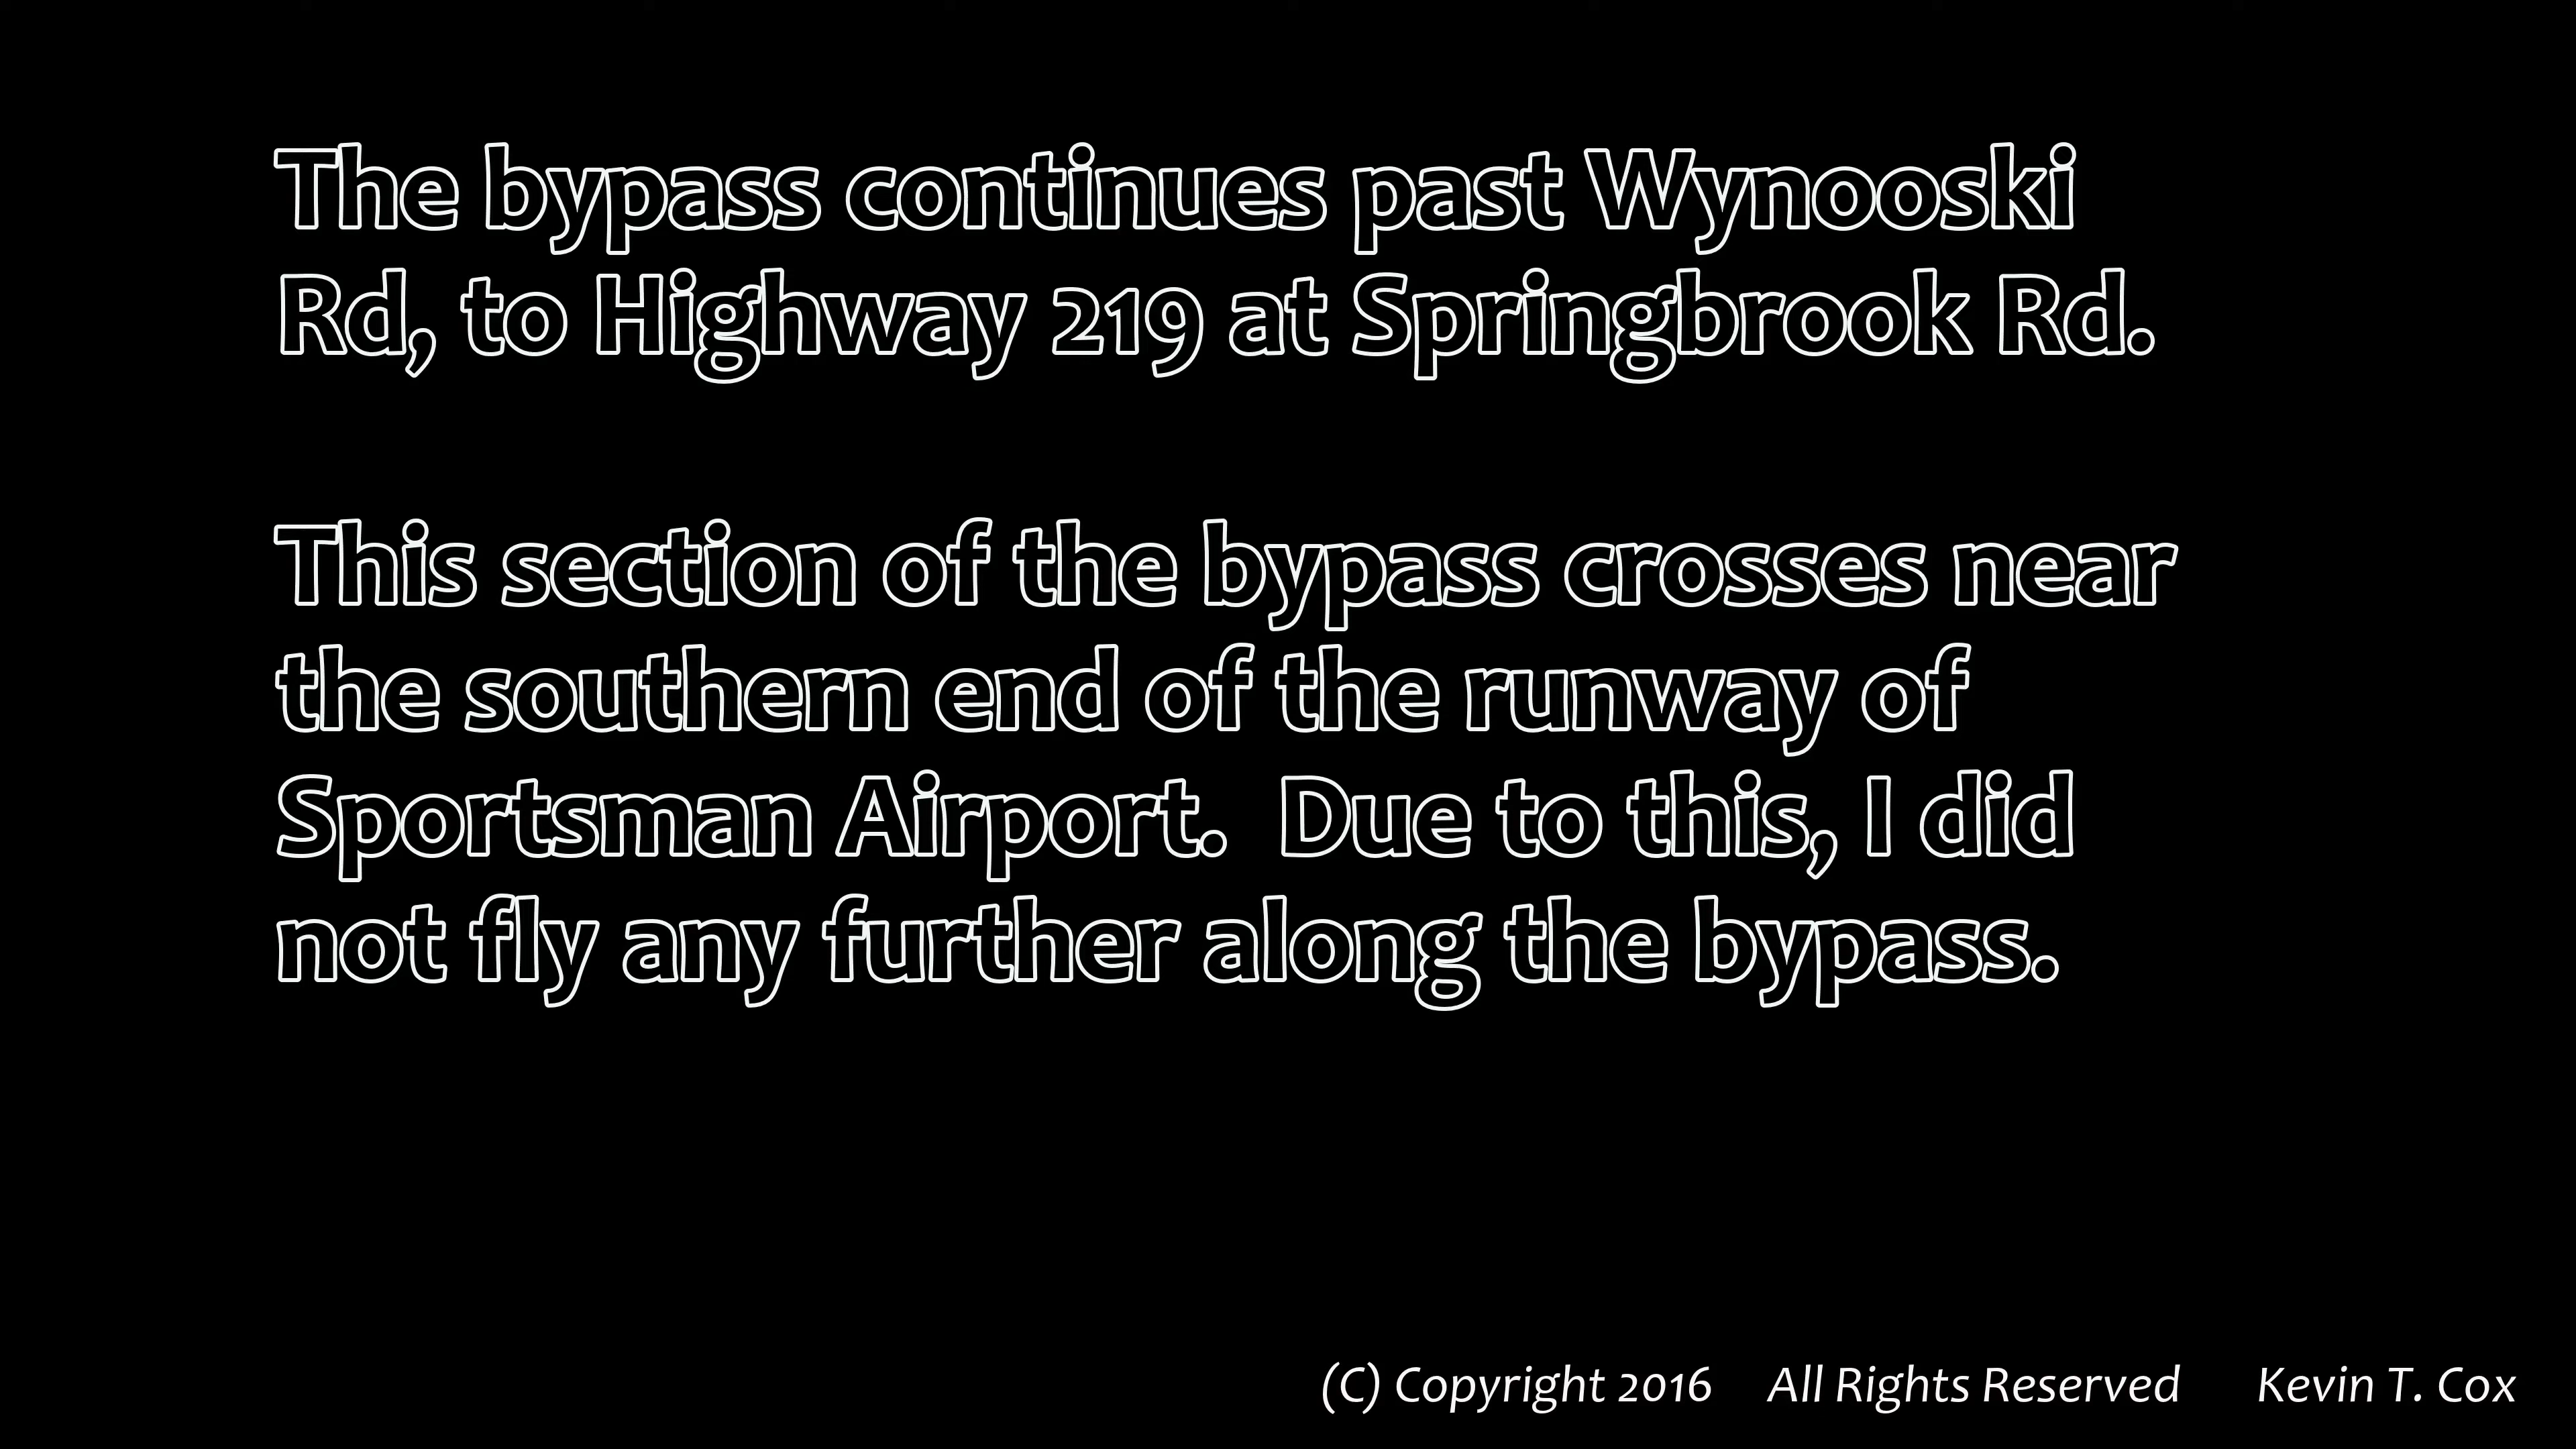 The bypass continues past Wynooski
Rd, to Highway 219 at Springbrook Rd.
This section of the bypass crosses near
the southern end of the runway of
Sportsman Airport.  Due to this, I did
not fly any further along the bypass.
(C) Copyright 2016    All Rights Reserved    Kevin T. Cox